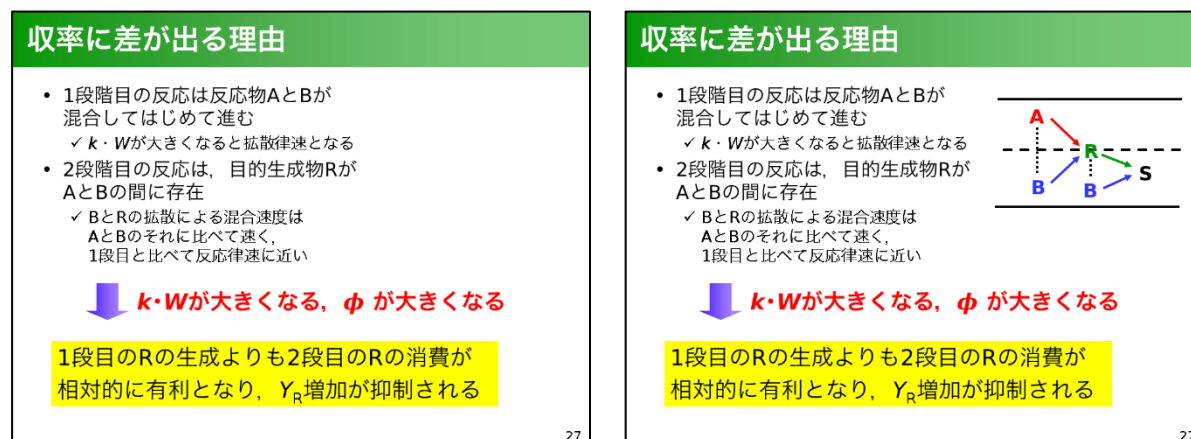 収率に差が出る理由
• 1段階目の反応は反応物AとBが
混合してはじめて進む
✓ k・Wが大きくなると拡散律速となる
• 2段階目の反応は，目的生成物Rが
AとBの間に存在
✓ BとRの拡散による混合速度は
AとBのそれに比べて速く，
1段目と比べて反応律速に近い
k・Wが大きくなる，ϕ が大きくなる
1段目のRの生成よりも2段目のRの消費が
相対的に有利となり，YR増加が抑制される
27
収率に差が出る理由
• 1段階目の反応は反応物AとBが
混合してはじめて進む
✓ k・Wが大きくなると拡散律速となる
• 2段階目の反応は，目的生成物Rが
AとBの間に存在
✓ BとRの拡散による混合速度は
AとBのそれに比べて速く，
1段目と比べて反応律速に近い
A
R
S
B
B
k・Wが大きくなる，ϕ が大きくなる
1段目のRの生成よりも2段目のRの消費が
相対的に有利となり，YR増加が抑制される
27